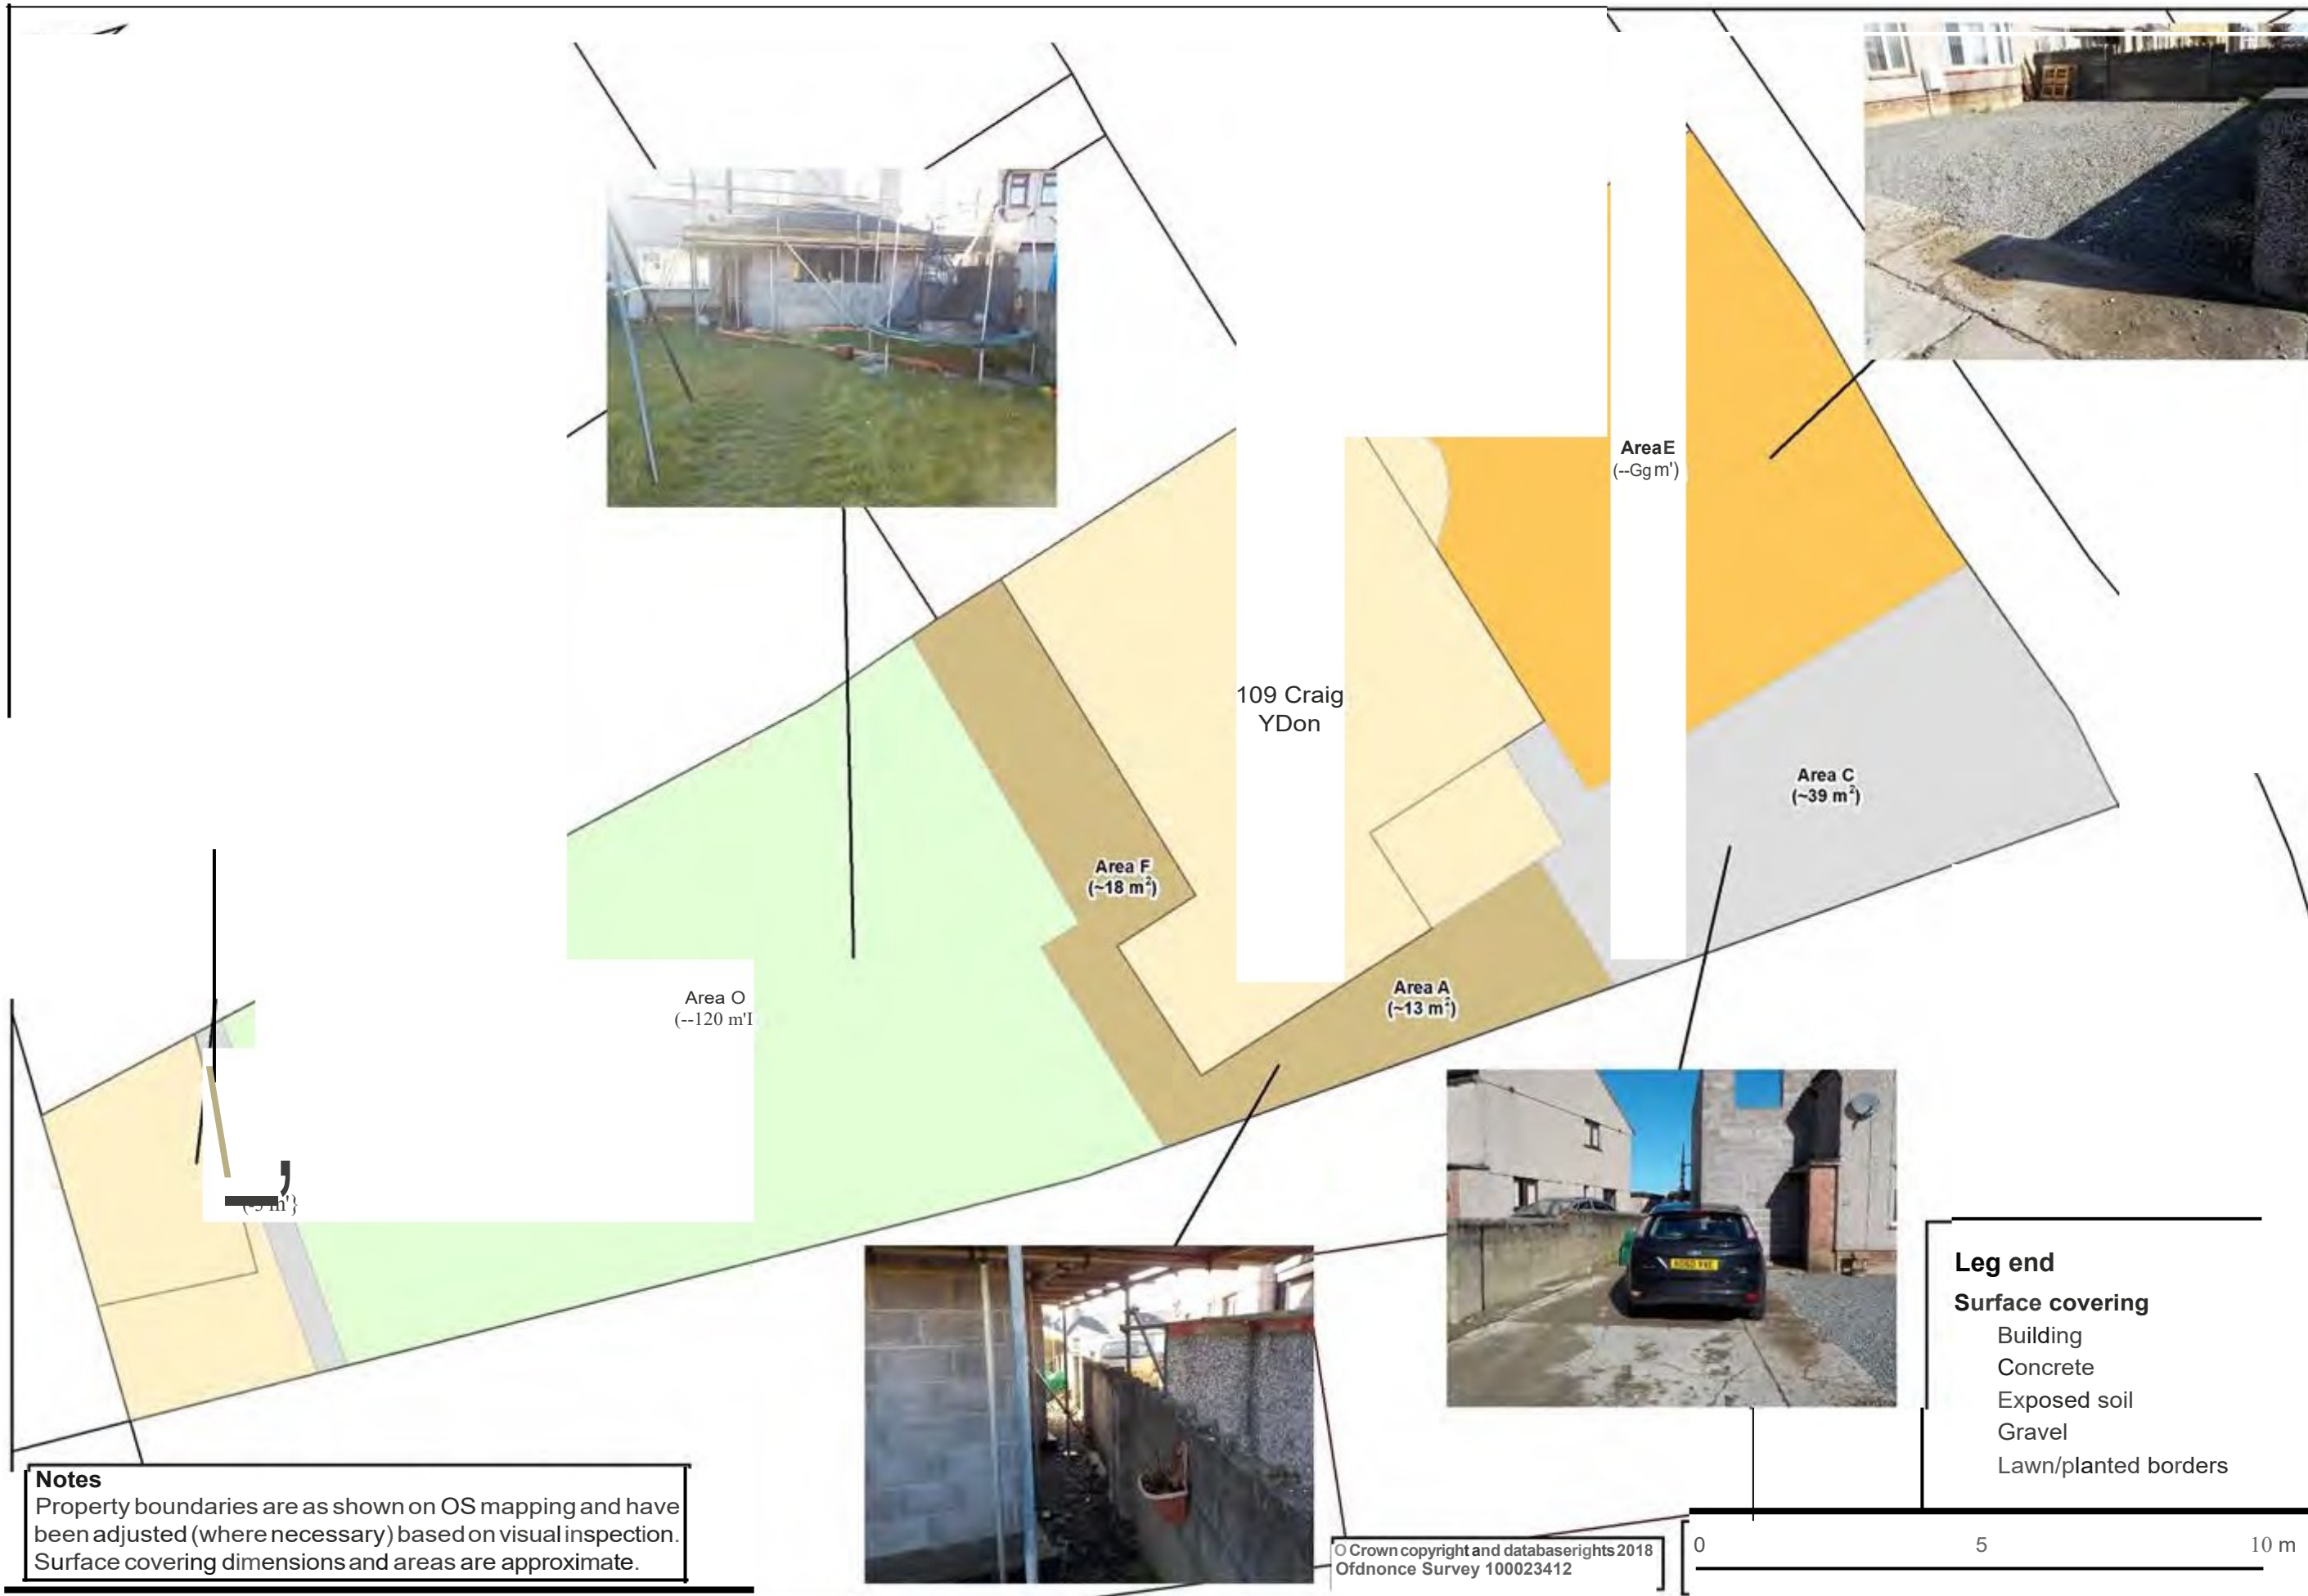 AreaE
(--Gg m')
109 Craig
YDon
Area C
(~39 m²)
Area F
(~18 m²)
Area O
(--120 m'I
Area A
(~13 m²)
Leg end
Surface covering
Building
Concrete
Exposed soil
Gravel
Lawn/planted borders
Notes
Property boundaries are as shown on OS mapping and have
been adjusted (where necessary) based on visual inspection.
Surface covering dimensions and areas are approximate.
O Crown copyright and databaserights 2018
Ofdnonce Survey 100023412
0 5 10 m